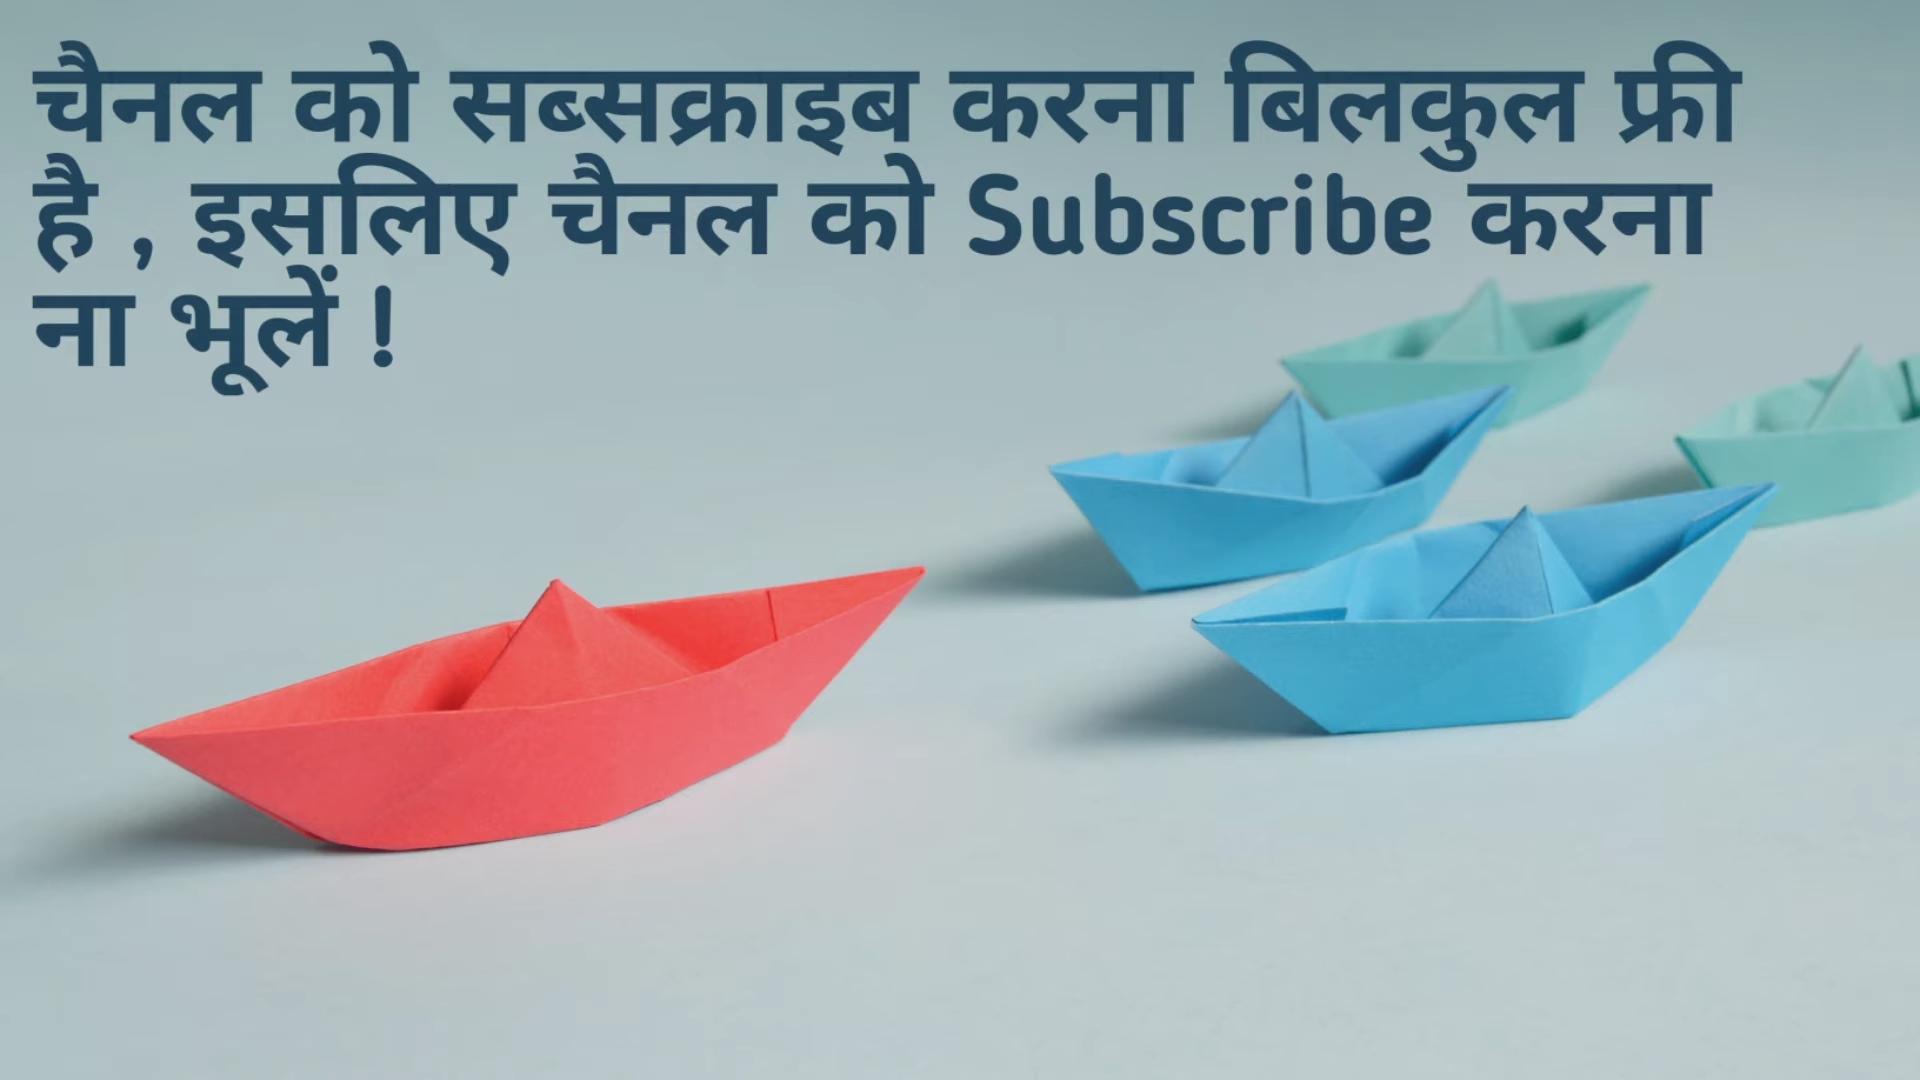 चैनल को सब्सक्राइब करना बिलकुल फ्री
है , इसलिए चैनल को Subscribe करना
ना भूलें !